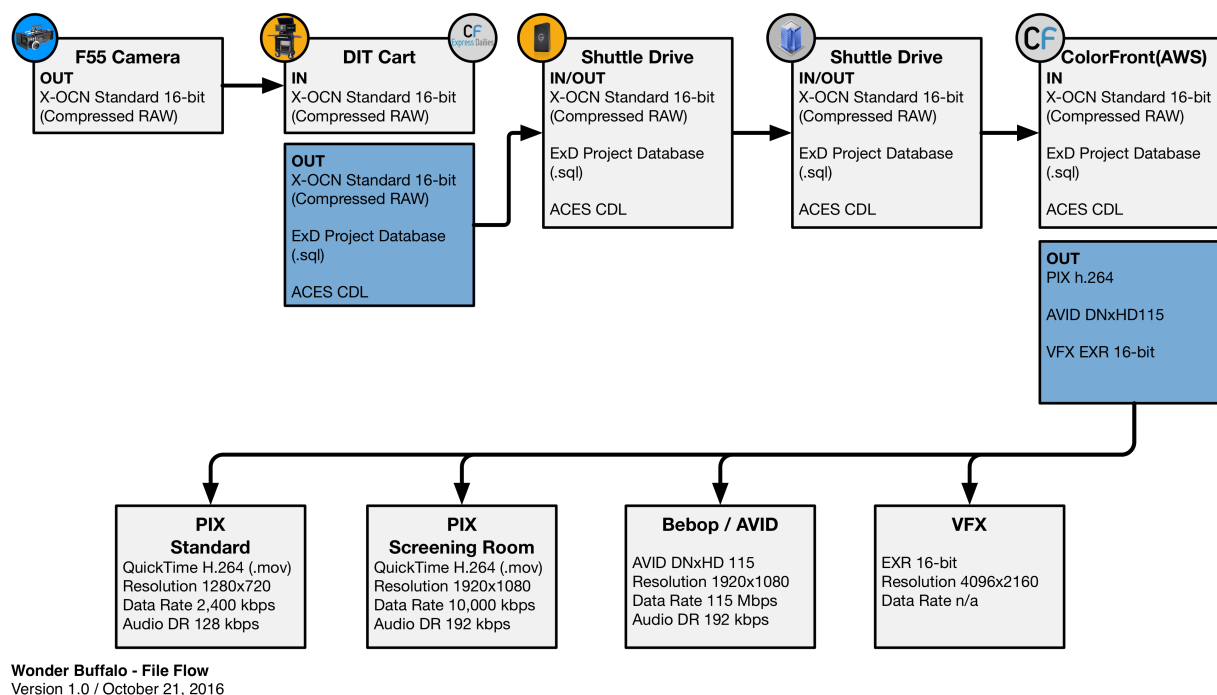 F55 Camera
OUT
X-OCN Standard 16-bit
(Compressed RAW)
CF
Express Dailies
DIT Cart
IN
X-OCN Standard 16-bit
(Compressed RAW)
OUT
X-OCN Standard 16-bit
(Compressed RAW)
ExD Project Database
(.sql)
ACES CDL
Shuttle Drive
IN/OUT
X-OCN Standard 16-bit
(Compressed RAW)
ExD Project Database
(.sql)
ACES CDL
Shuttle Drive
IN/OUT
X-OCN Standard 16-bit
(Compressed RAW)
ExD Project Database
(.sql)
ACES CDL
CF
ColorFront(AWS)
IN
X-OCN Standard 16-bit
(Compressed RAW)
ExD Project Database
(.sql)
ACES CDL
OUT
PIX h.264
AVID DNxHD115
VFX EXR 16-bit
PIX
Standard
QuickTime H.264 (.mov)
Resolution 1280x720
Data Rate 2,400 kbps
Audio DR 128 kbps
PIX
Screening Room
QuickTime H.264 (.mov)
Resolution 1920x1080
Data Rate 10,000 kbps
Audio DR 192 kbps
Bebop / AVID
AVID DNxHD 115
Resolution 1920x1080
Data Rate 115 Mbps
Audio DR 192 kbps
VFX
EXR 16-bit
Resolution 4096x2160
Data Rate n/a
Wonder Buffalo - File Flow
Version 1.0 / October 21, 2016